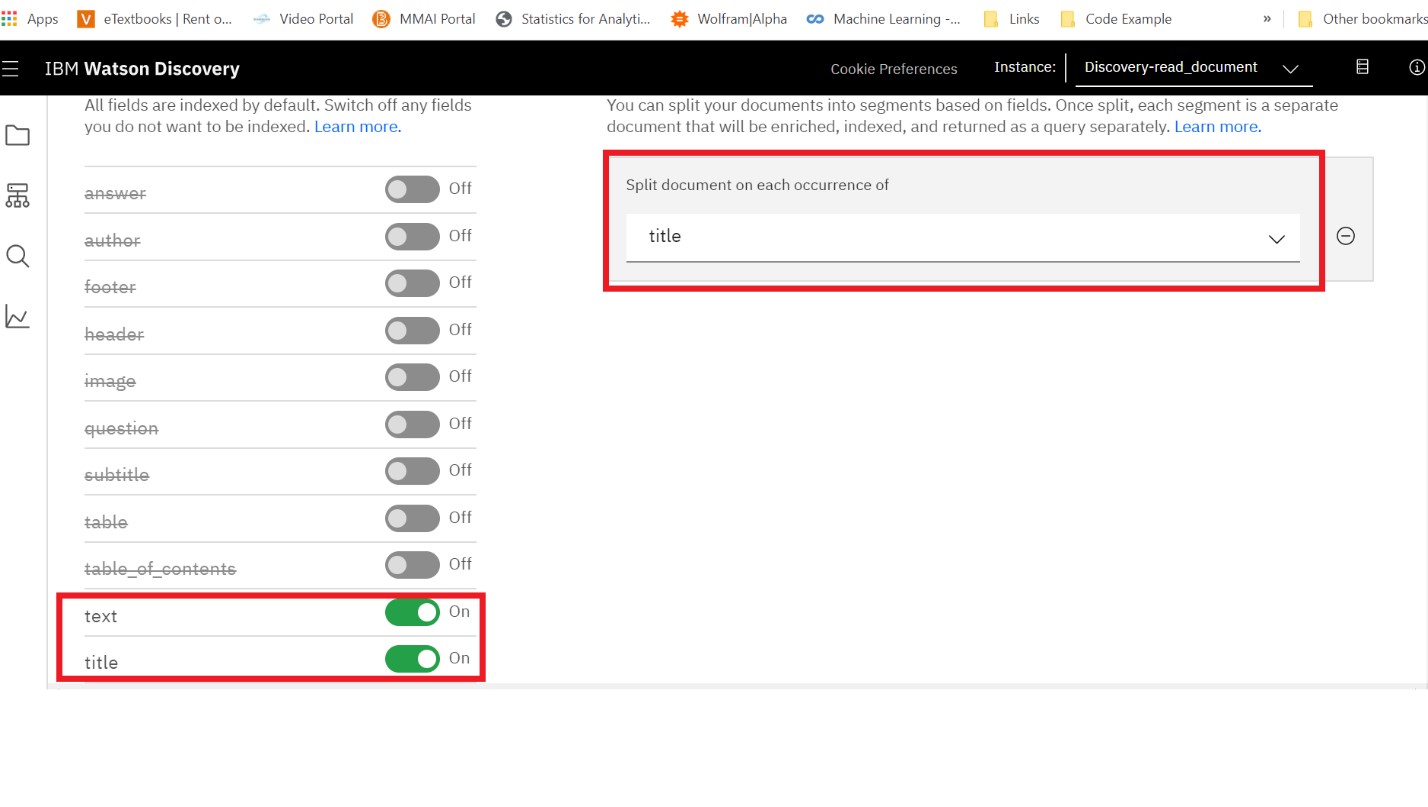 Apps eTextbooks | Rent o... Video Portal MMAI Portal Statistics for Analyti... Wolfram|Alpha Machine Learning -... Links Code Example » Other bookmarks
IBM Watson Discovery Cookie Preferences Instance: Discovery-read_document
All fields are indexed by default. Switch off any fields
you do not want to be indexed. Learn more.
answer Off
author Off
footer Off
header Off
image Off
question Off
subtitle Off
table Off
table_of_contents Off
text On
title On
You can split your documents into segments based on fields. Once split, each segment is a separate
document that will be enriched, indexed, and returned as a query separately. Learn more.
Split document on each occurrence of
title